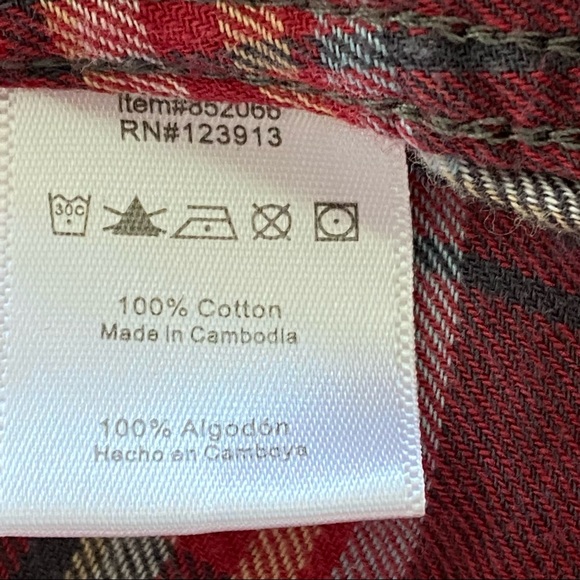 Item#852066
RN#123913
30C
100% Cotton
Made in Cambodia
100% Algodón
Hecho en Camboya